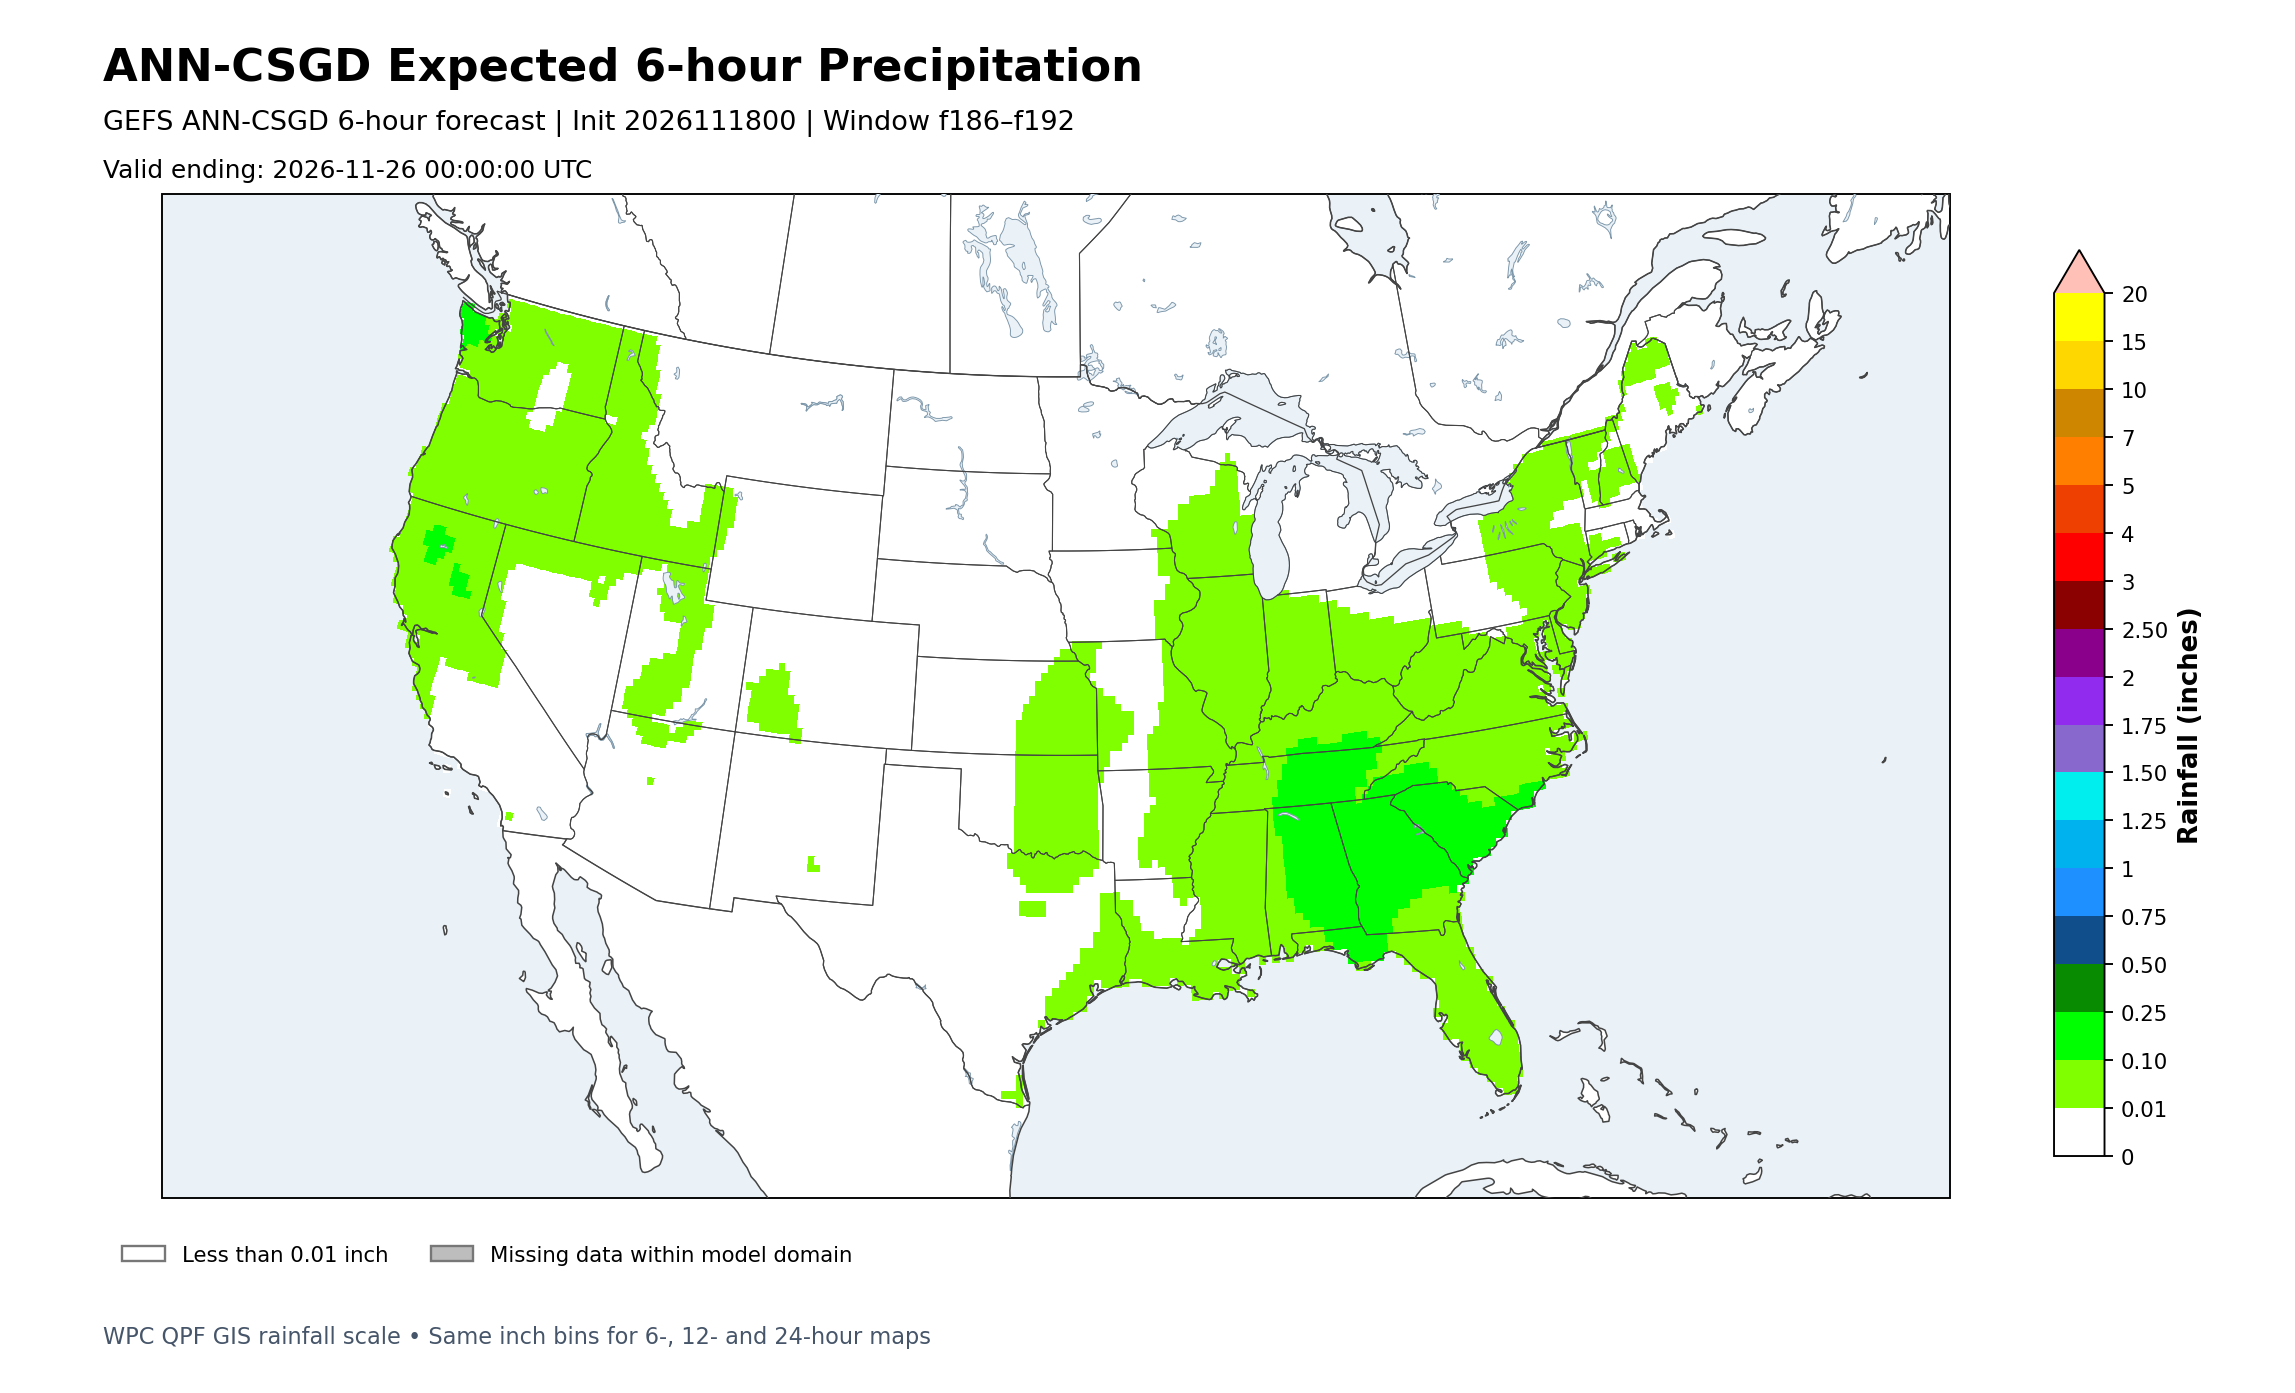 ANN-CSGD Expected 6-hour Precipitation
GEFS ANN-CSGD 6-hour forecast | Init 2026111800 | Window f186–f192
Valid ending: 2026-11-26 00:00:00 UTC
20
15
10
7
5
4
3
2.50
2
1.75
1.50
1.25
1
0.75
0.50
0.25
0.10
0.01
0
Rainfall (inches)
Less than 0.01 inch
Missing data within model domain
WPC QPF GIS rainfall scale • Same inch bins for 6-, 12- and 24-hour maps